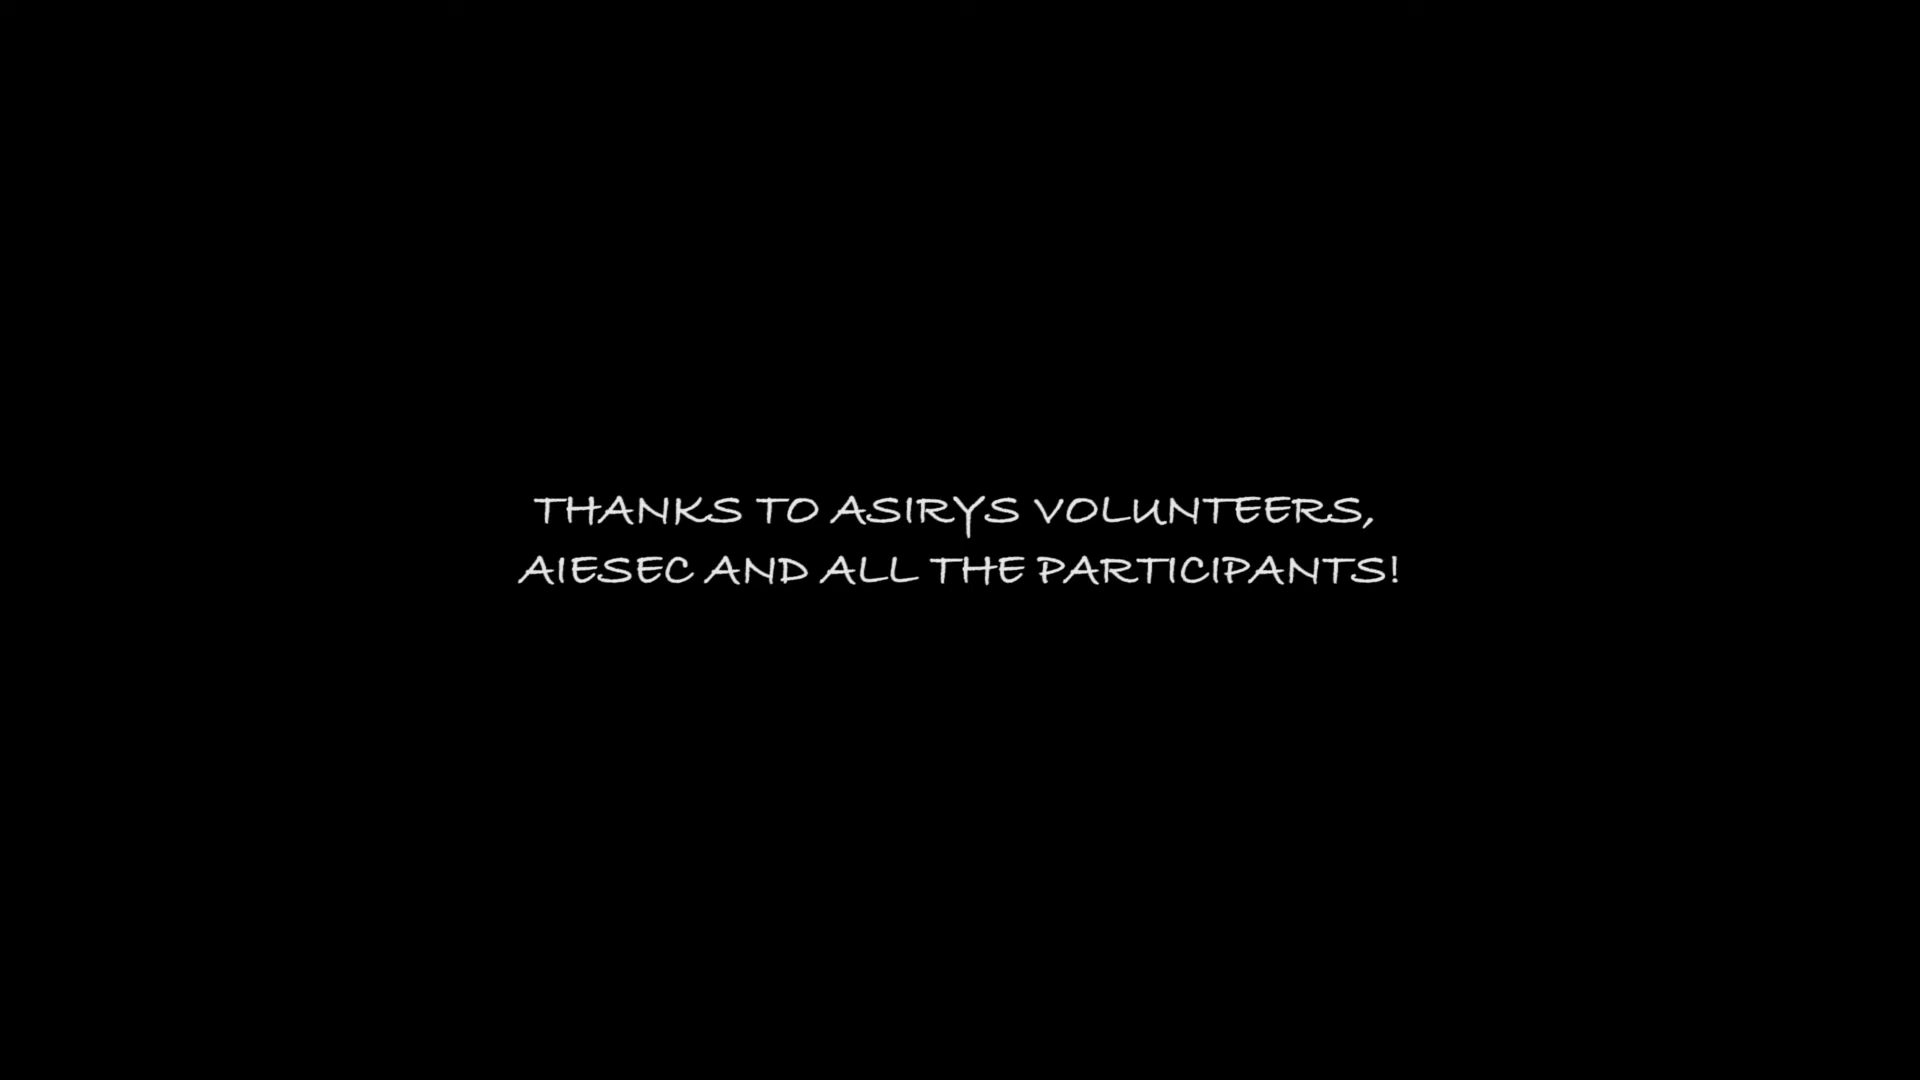 THANKS TO ASIRYS VOLUNTEERS,
AIESEC AND ALL THE PARTICIPANTS!